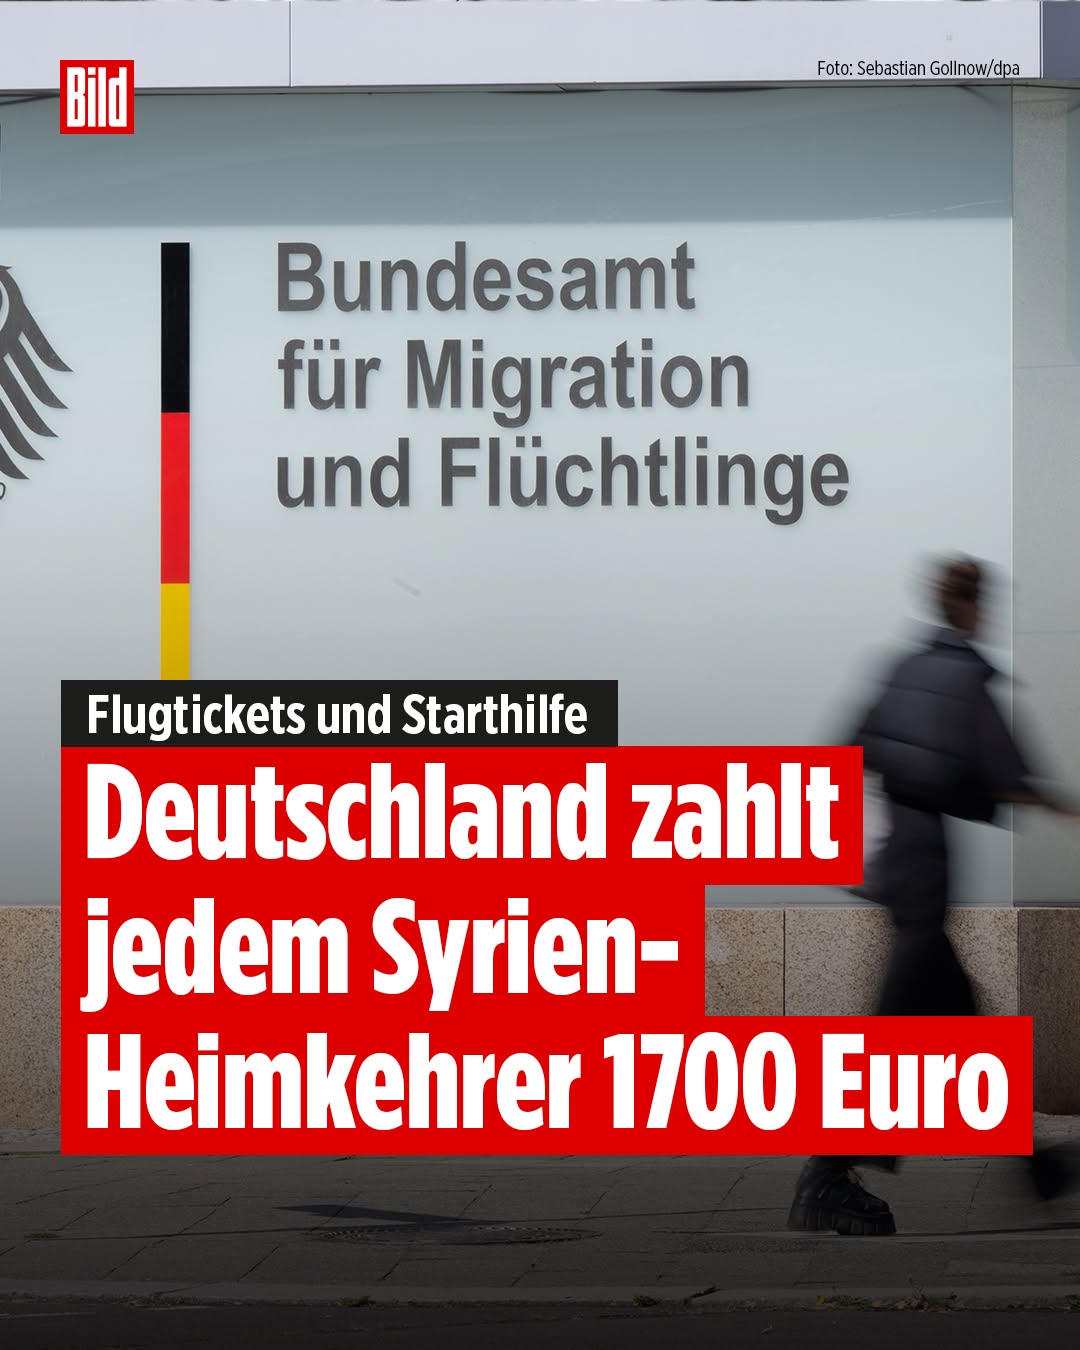 Foto: Sebastian Gollnow/dpa
Bild
Bundesamt
für Migration
und Flüchtlinge
Flugtickets und Starthilfe
Deutschland zahlt
jedem Syrien-
Heimkehrer 1700 Euro